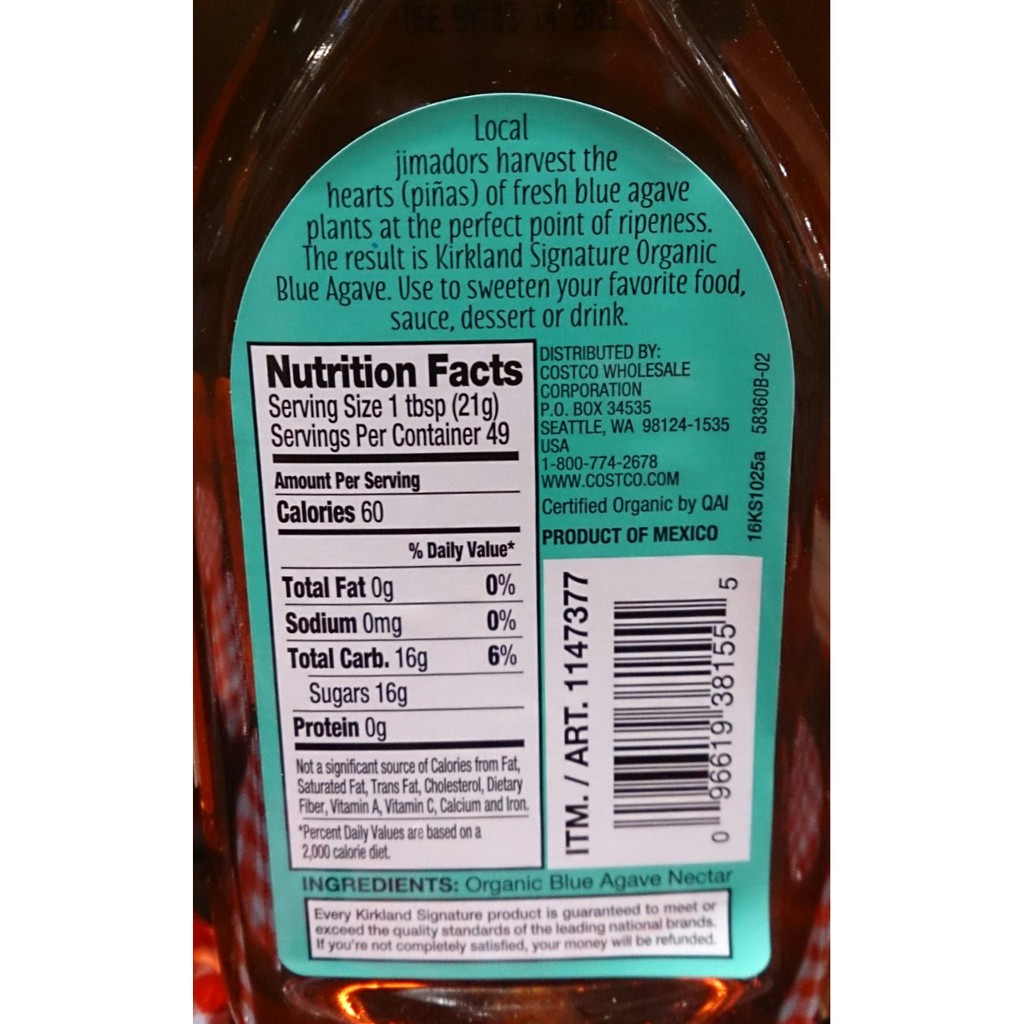 Local
jimadors harvest the
hearts (piñas) of fresh blue agave
plants at the perfect point of ripeness.
The result is Kirkland Signature Organic
Blue Agave. Use to sweeten your favorite food,
sauce, dessert or drink.
Nutrition Facts
Serving Size 1 tbsp (21g)
Servings Per Container 49
Amount Per Serving
Calories 60
% Daily Value*
Total Fat 0g 0%
Sodium 0mg 0%
Total Carb. 16g 6%
Sugars 16g
Protein 0g
Not a significant source of Calories from Fat,
Saturated Fat, Trans Fat, Cholesterol, Dietary
Fiber, Vitamin A, Vitamin C, Calcium and Iron.
*Percent Daily Values are based on a
2,000 calorie diet.
DISTRIBUTED BY:
COSTCO WHOLESALE
CORPORATION
P.O. BOX 34535
SEATTLE, WA 98124-1535
USA
1-800-774-2678
WWW.COSTCO.COM
Certified Organic by QAI
PRODUCT OF MEXICO
16KS1025a 58360B-02
ITM. / ART. 1147377
0 96619 38155 5
INGREDIENTS: Organic Blue Agave Nectar
Every Kirkland Signature product is guaranteed to meet or
exceed the quality standards of the leading national brands.
If you're not completely satisfied, your money will be refunded.